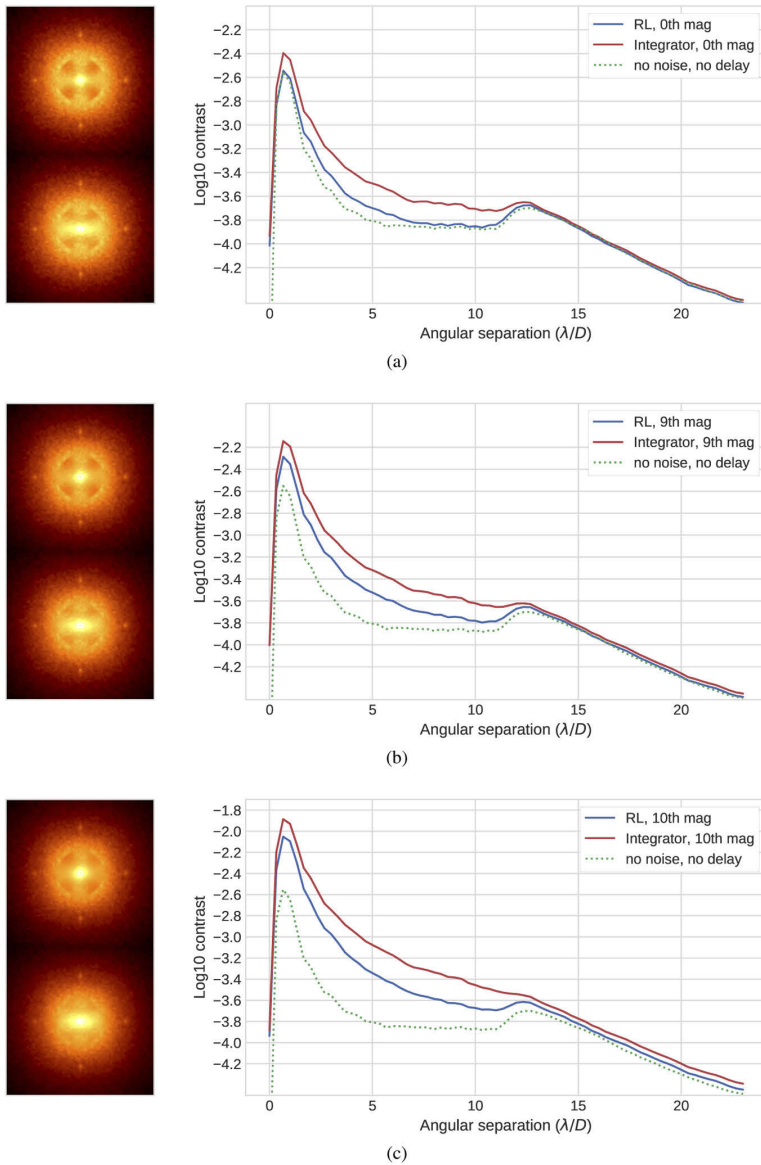 −2.2
−2.4
−2.6
−2.8
−3.0
−3.2
−3.4
−3.6
−3.8
−4.0
−4.2
Log10 contrast
RL, 0th mag
Integrator, 0th mag
no noise, no delay
0 5 10 15 20
Angular separation (λ/D)
(a)
−2.2
−2.4
−2.6
−2.8
−3.0
−3.2
−3.4
−3.6
−3.8
−4.0
−4.2
Log10 contrast
RL, 9th mag
Integrator, 9th mag
no noise, no delay
0 5 10 15 20
Angular separation (λ/D)
(b)
−1.8
−2.0
−2.2
−2.4
−2.6
−2.8
−3.0
−3.2
−3.4
−3.6
−3.8
−4.0
−4.2
Log10 contrast
RL, 10th mag
Integrator, 10th mag
no noise, no delay
0 5 10 15 20
Angular separation (λ/D)
(c)